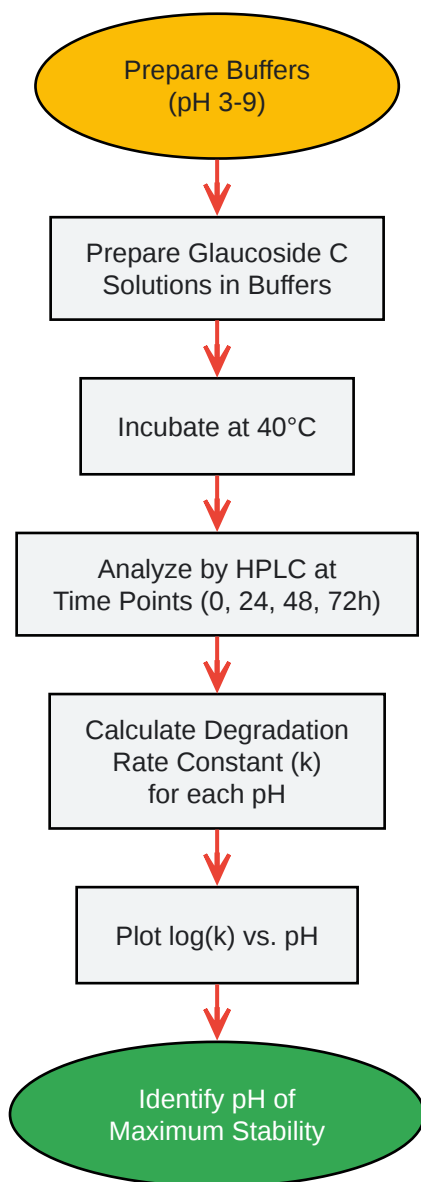 Prepare Buffers
(pH 3-9)
Prepare Glaucoside C
Solutions in Buffers
Incubate at 40°C
Analyze by HPLC at
Time Points (0, 24, 48, 72h)
Calculate Degradation
Rate Constant (k)
for each pH
Plot log(k) vs. pH
Identify pH of
Maximum Stability